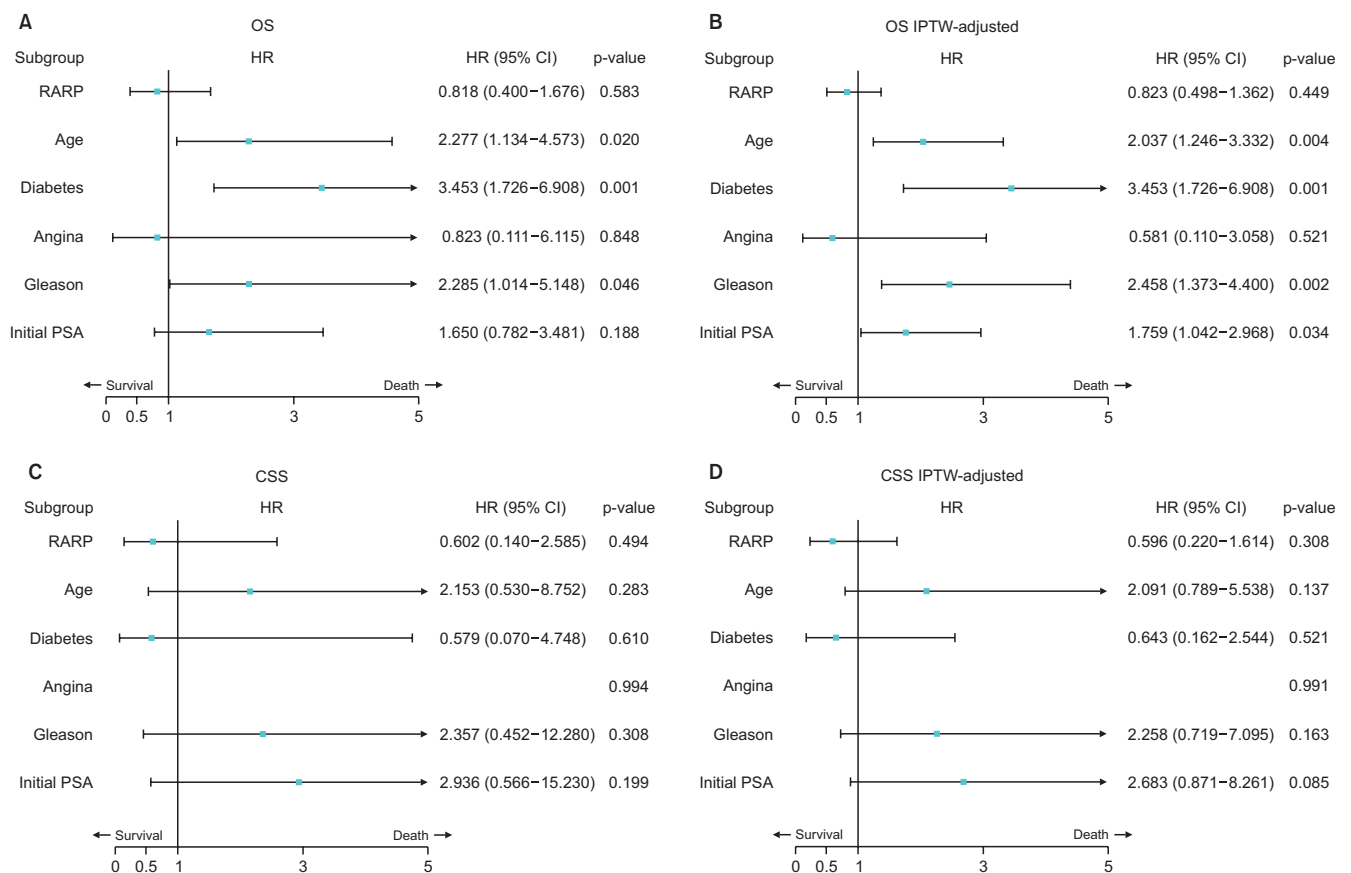 A
OS
Subgroup HR HR (95% CI) p-value
RARP 0.818 (0.400−1.676) 0.583
Age 2.277 (1.134−4.573) 0.020
Diabetes 3.453 (1.726−6.908) 0.001
Angina 0.823 (0.111−6.115) 0.848
Gleason 2.285 (1.014−5.148) 0.046
Initial PSA 1.650 (0.782−3.481) 0.188
Survival Death
0 0.5 1 3 5
B
OS IPTW-adjusted
Subgroup HR HR (95% CI) p-value
RARP 0.823 (0.498−1.362) 0.449
Age 2.037 (1.246−3.332) 0.004
Diabetes 3.453 (1.726−6.908) 0.001
Angina 0.581 (0.110−3.058) 0.521
Gleason 2.458 (1.373−4.400) 0.002
Initial PSA 1.759 (1.042−2.968) 0.034
Survival Death
0 0.5 1 3 5
C
CSS
Subgroup HR HR (95% CI) p-value
RARP 0.602 (0.140−2.585) 0.494
Age 2.153 (0.530−8.752) 0.283
Diabetes 0.579 (0.070−4.748) 0.610
Angina 0.994
Gleason 2.357 (0.452−12.280) 0.308
Initial PSA 2.936 (0.566−15.230) 0.199
Survival Death
0 0.5 1 3 5
D
CSS IPTW-adjusted
Subgroup HR HR (95% CI) p-value
RARP 0.596 (0.220−1.614) 0.308
Age 2.091 (0.789−5.538) 0.137
Diabetes 0.643 (0.162−2.544) 0.521
Angina 0.991
Gleason 2.258 (0.719−7.095) 0.163
Initial PSA 2.683 (0.871−8.261) 0.085
Survival Death
0 0.5 1 3 5